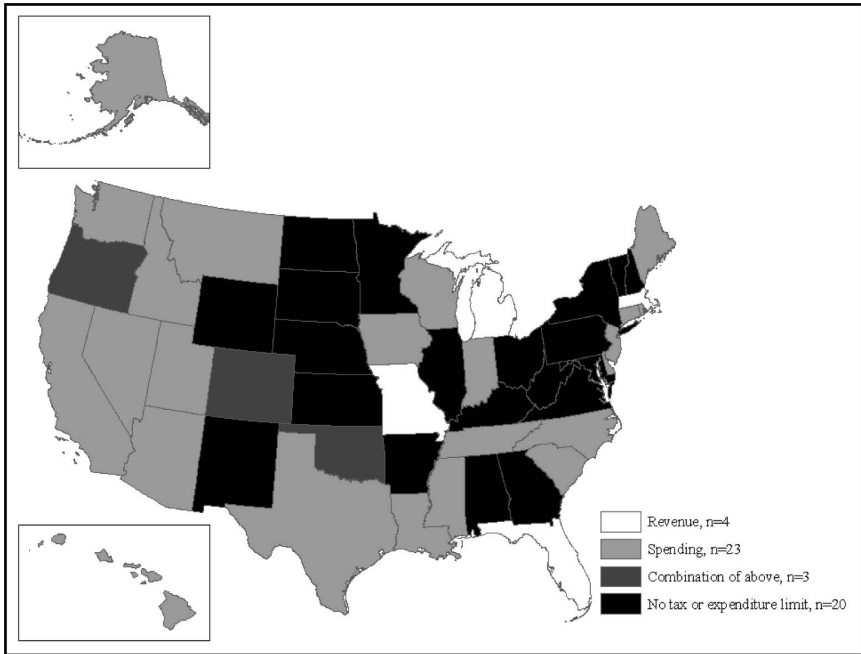 Revenue, n=4
Spending, n=23
Combination of above, n=3
No tax or expenditure limit, n=20